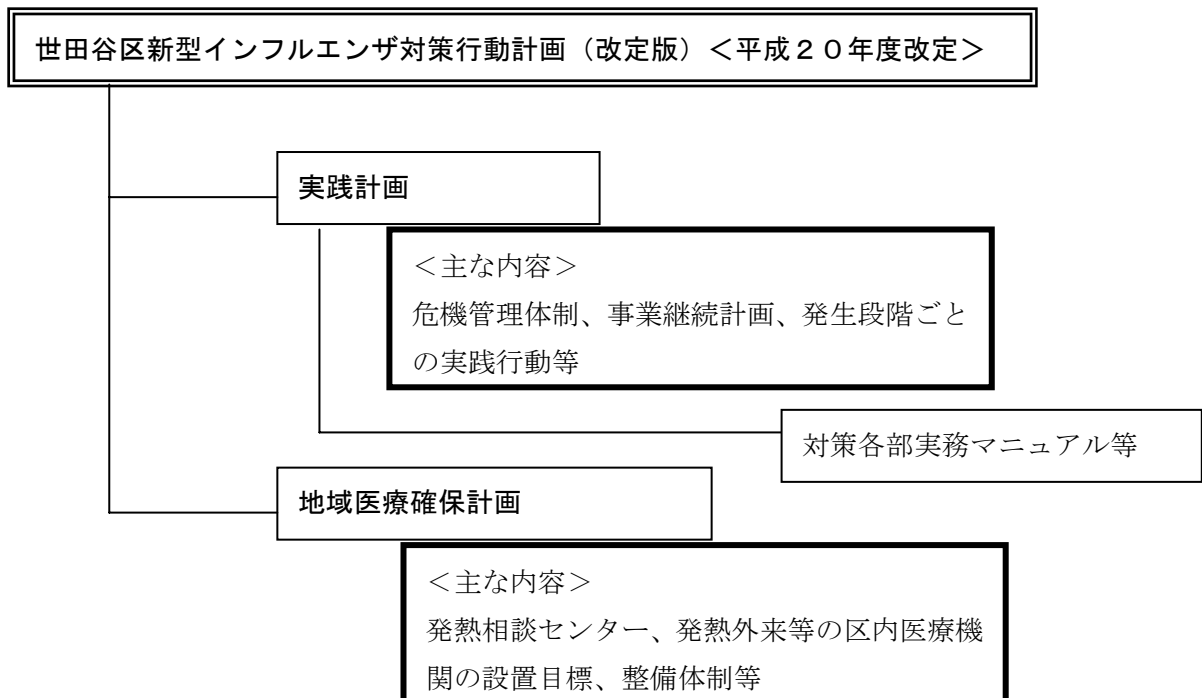 世田谷区新型インフルエンザ対策行動計画（改定版）＜平成２０年度改定＞
実践計画
＜主な内容＞
危機管理体制、事業継続計画、発生段階ごと
の実践行動等
対策各部実務マニュアル等
地域医療確保計画
＜主な内容＞
発熱相談センター、発熱外来等の区内医療機
関の設置目標、整備体制等